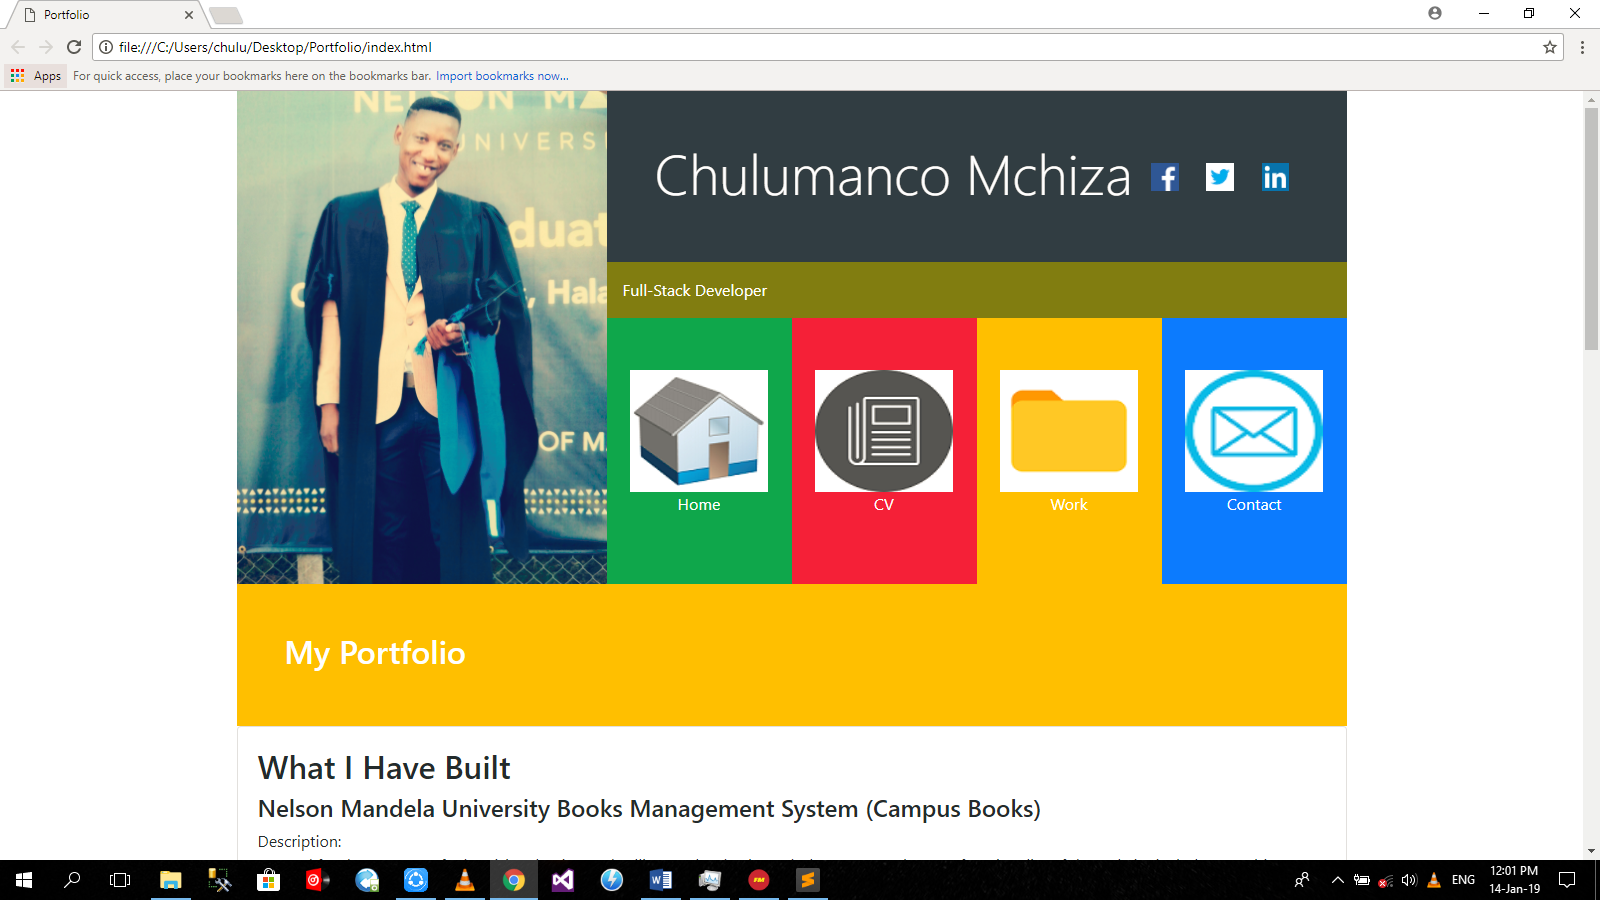 Portfolio
file:///C:/Users/chulu/Desktop/Portfolio/index.html
Apps For quick access, place your bookmarks here on the bookmarks bar. Import bookmarks now...
NELSON MA
UNIVERSI
duat
, Hala
OF MA
Chulumanco Mchiza
Full-Stack Developer
Home CV Work Contact
My Portfolio
What I Have Built
Nelson Mandela University Books Management System (Campus Books)
Description:
ENG
12:01 PM
14-Jan-19